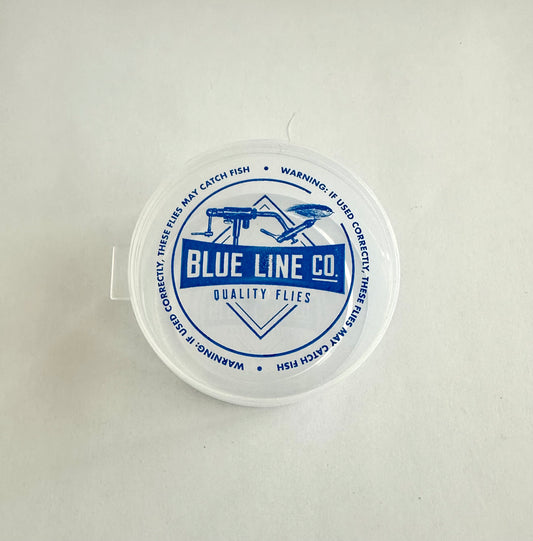 WARNING: IF USED CORRECTLY, THESE FLIES MAY CATCH FISH
•
WARNING: IF USED CORRECTLY, THESE FLIES MAY CATCH FISH
•
BLUE LINE CO.
QUALITY FLIES